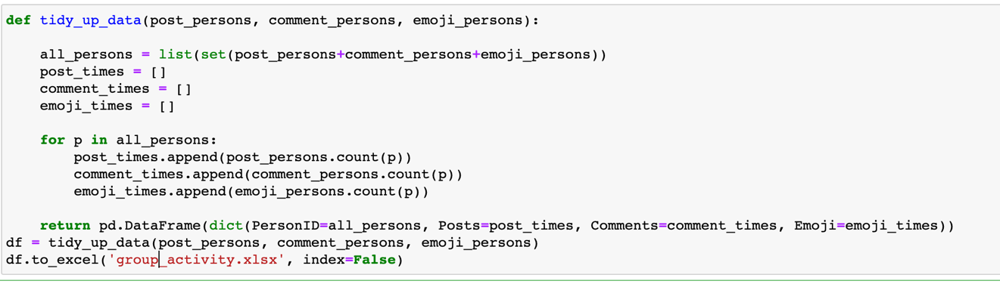 def tidy_up_data(post_persons, comment_persons, emoji_persons):
    all_persons = list(set(post_persons+comment_persons+emoji_persons))
    post_times = []
    comment_times = []
    emoji_times = []
    for p in all_persons:
        post_times.append(post_persons.count(p))
        comment_times.append(comment_persons.count(p))
        emoji_times.append(emoji_persons.count(p))
    return pd.DataFrame(dict(PersonID=all_persons, Posts=post_times, Comments=comment_times, Emoji=emoji_times))
df = tidy_up_data(post_persons, comment_persons, emoji_persons)
df.to_excel('group_activity.xlsx', index=False)